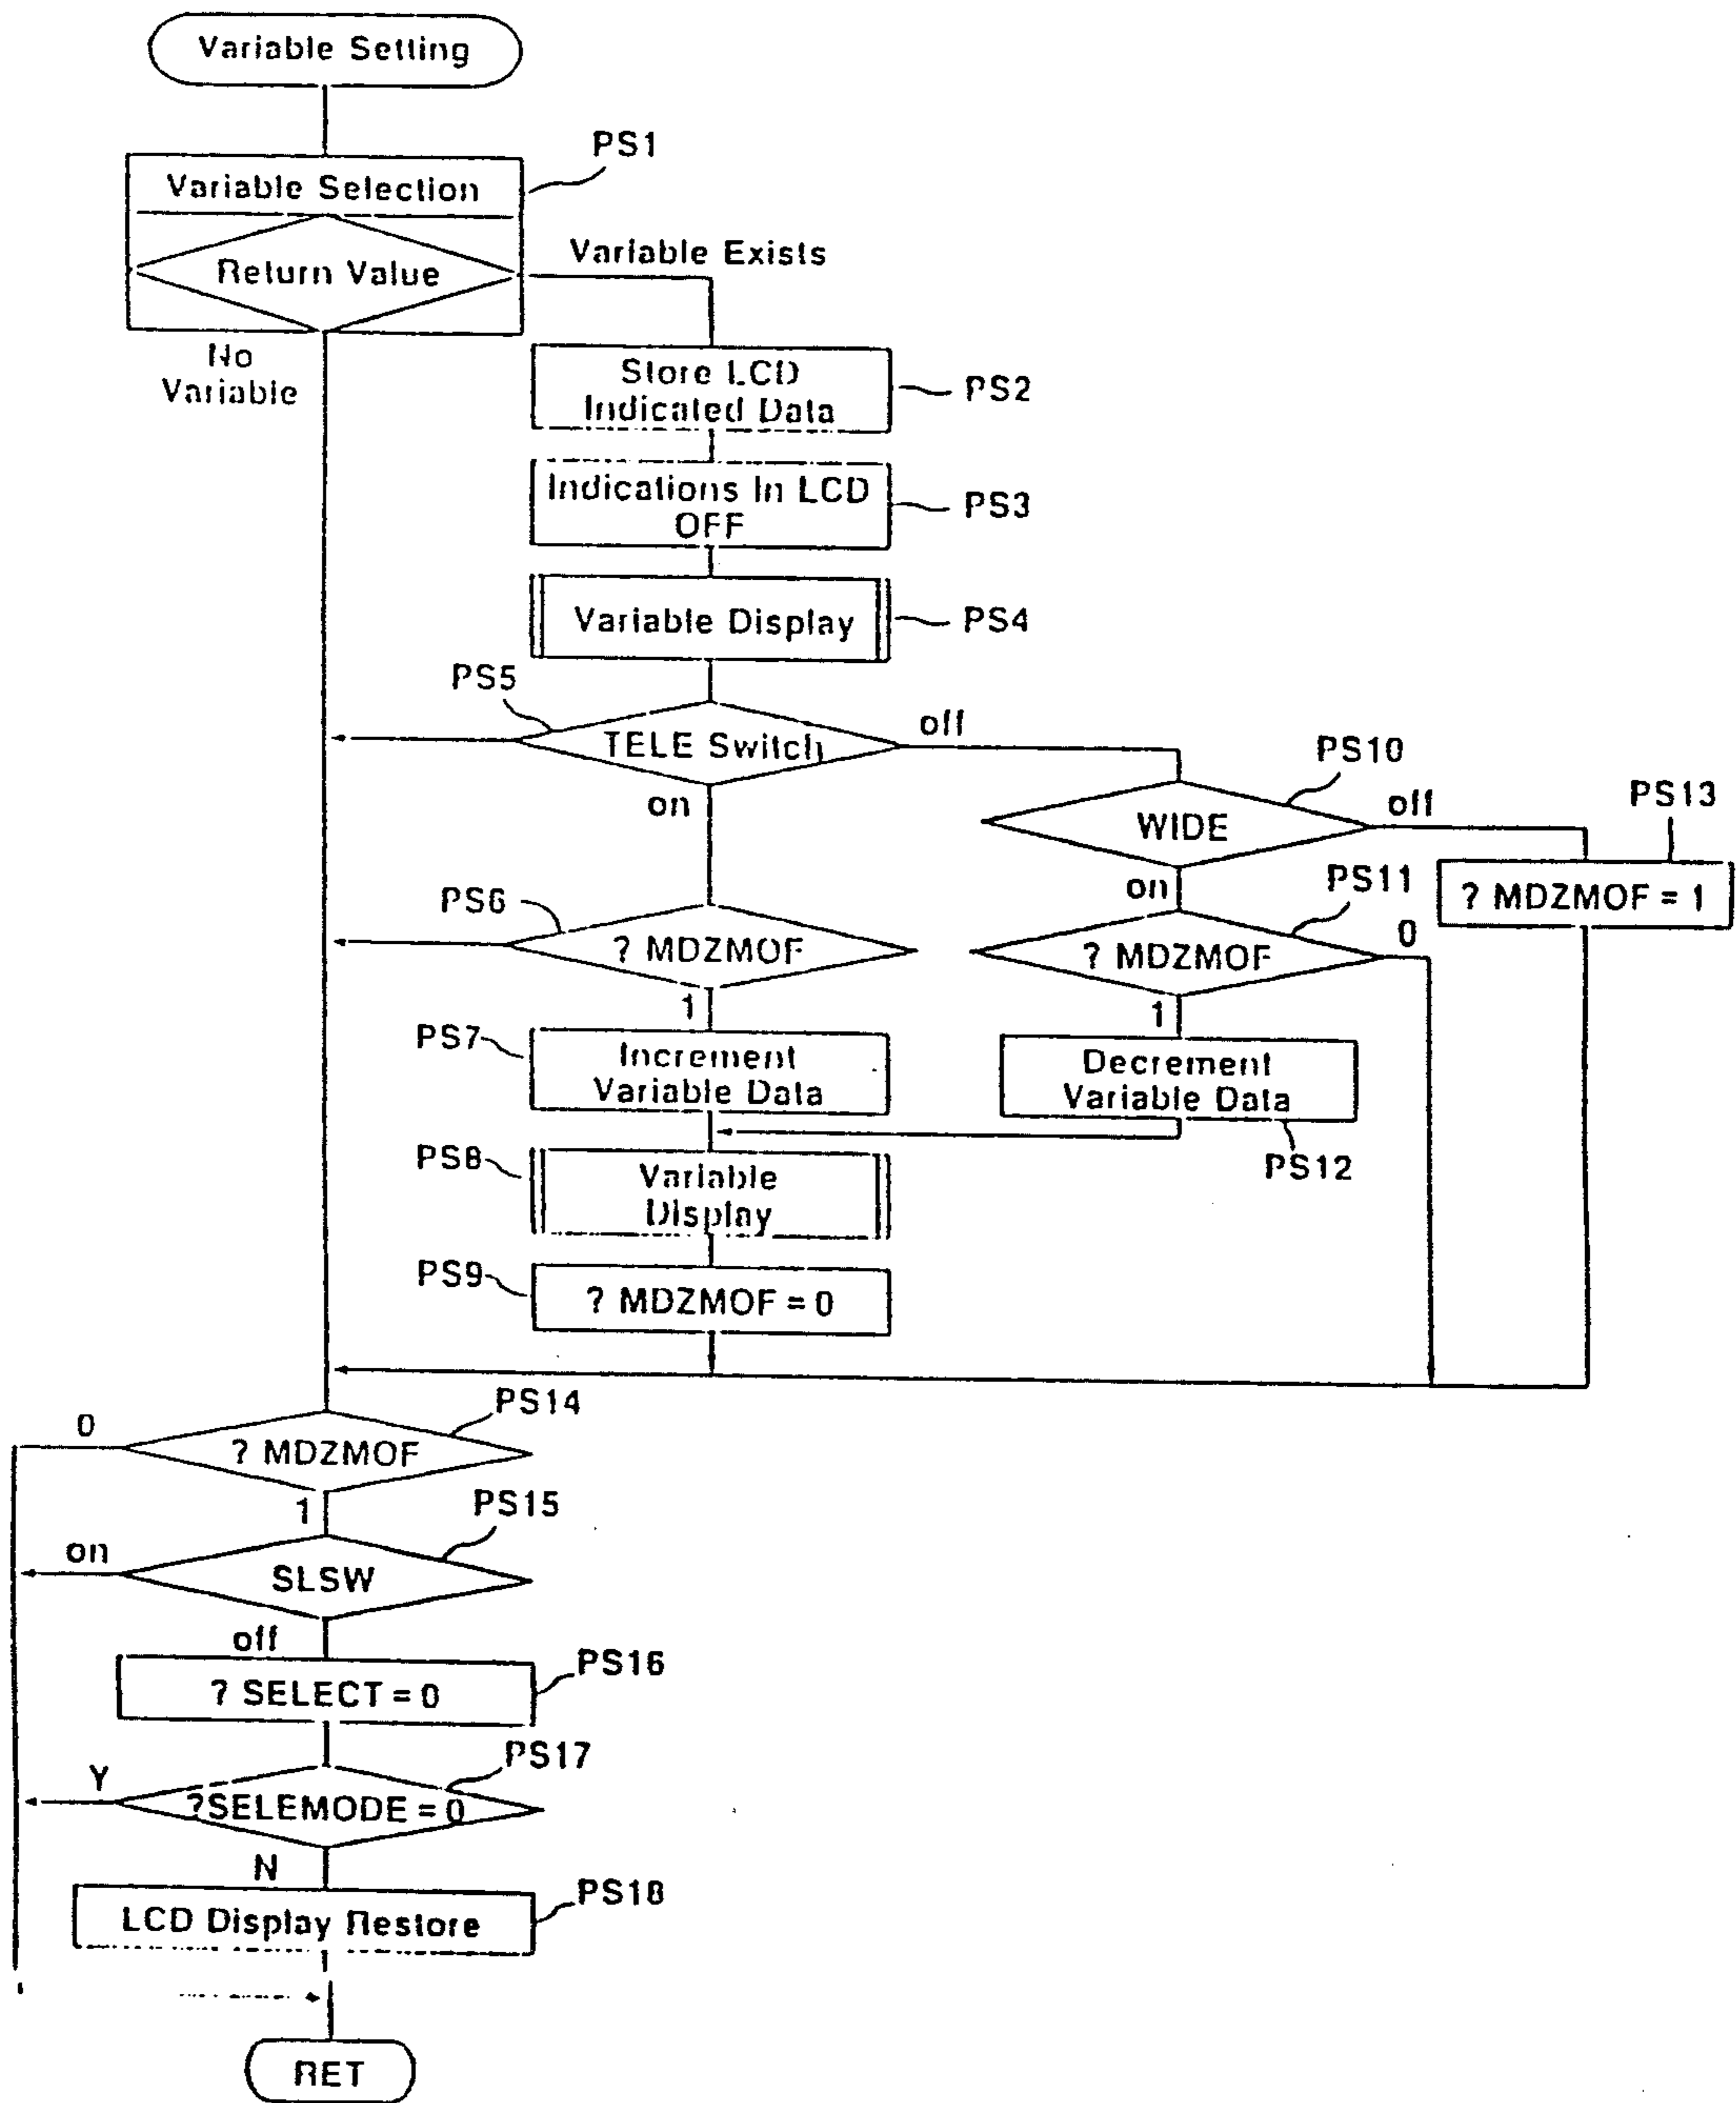 Variable Setting
PS1
Variable Selection
Return Value
Variable Exists
No
Variable
Store LCD
Indicated Data
PS2
Indications In LCD
OFF
PS3
Variable Display
PS4
PS5
TELE Switch
off
on
PS10
WIDE
off
on
PS13
? MDZMOF = 1
PS6
? MDZMOF
1
PS11
? MDZMOF
0
1
PS7
Increment
Variable Data
Decrement
Variable Data
PS12
PS8
Variable
Display
PS9
? MDZMOF = 0
PS14
0
? MDZMOF
1
PS15
on
SLSW
off
PS16
? SELECT = 0
PS17
Y
?SELEMODE = 0
N
PS18
LCD Display Restore
RET